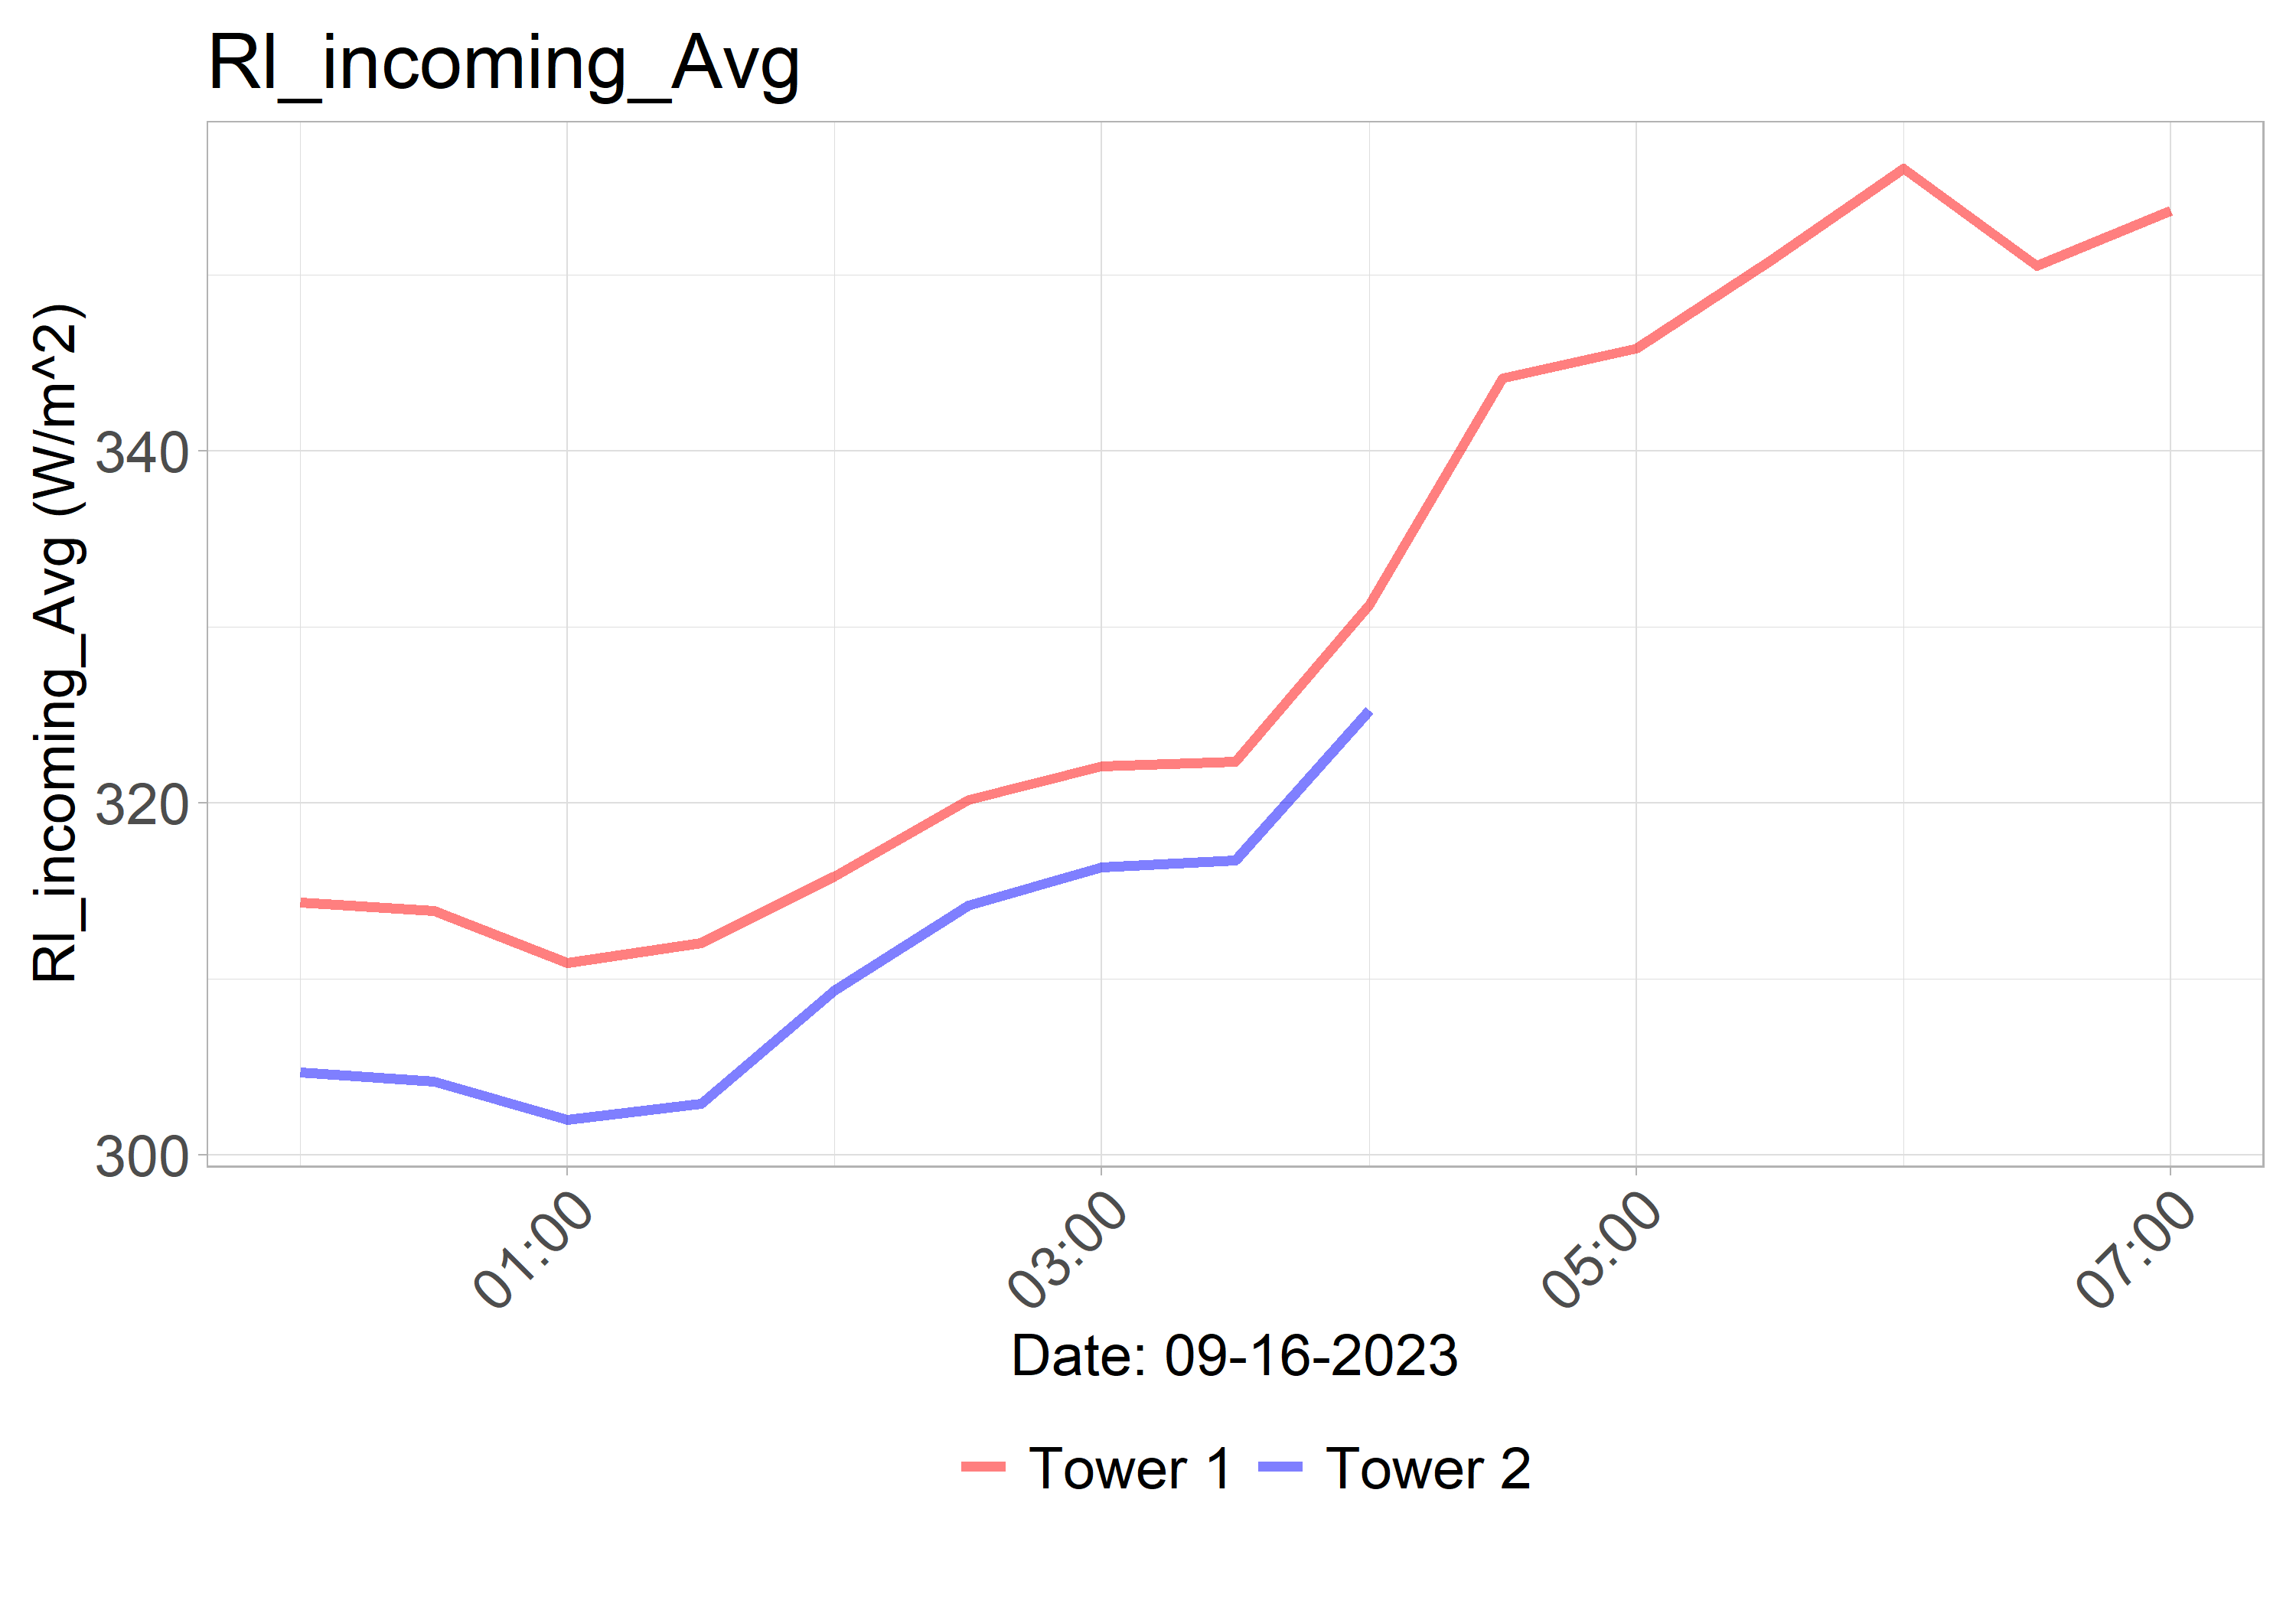 Rl_incoming_Avg
Rl_incoming_Avg (W/m^2)
340
320
300
01:00
03:00
05:00
07:00
Date: 09-16-2023
Tower 1
Tower 2